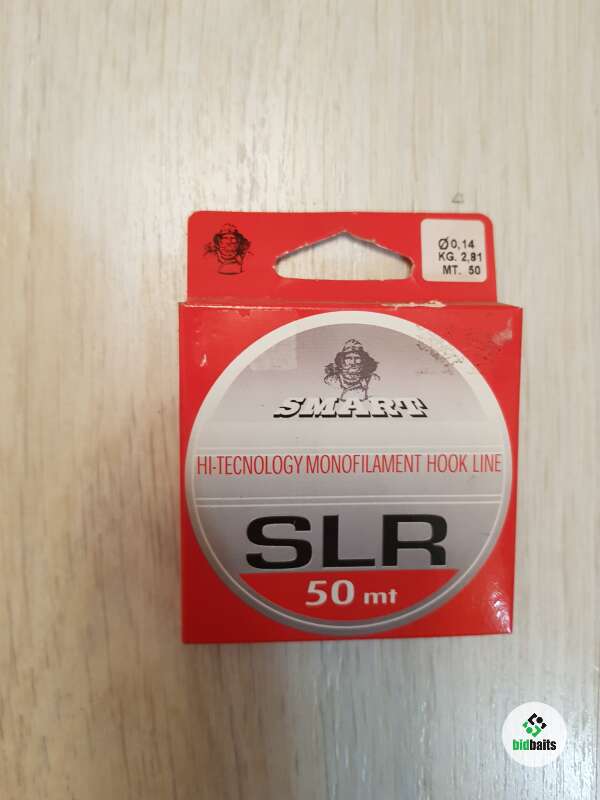 Ø 0,14
KG. 2,81
MT. 50
SMART
HI-TECNOLOGY MONOFILAMENT HOOK LINE
SLR
50 mt
bidbaits